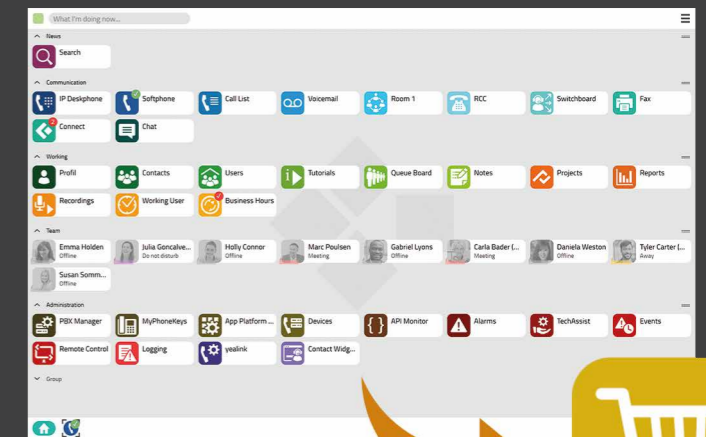 What I'm doing now...
News
Search
Communication
IP Deskphone Softphone Call List Voicemail Room 1 RCC Switchboard Fax
2
Connect Chat
Working
Profil Contacts Users Tutorials Queue Board Notes Projects Reports
Recordings Working User Business Hours
Team
Emma Holden Julia Goncalve... Holly Connor Marc Poulsen Gabriel Lyons Carla Bader (... Daniela Weston Tyler Carter (...
Offline Do not disturb Offline Meeting Offline Meeting Offline Away
Susan Somm...
Offline
Administration
PBX Manager MyPhoneKeys App Platform ... Devices API Monitor Alarms TechAssist Events
Remote Control Logging yealink Contact Widg...
Group